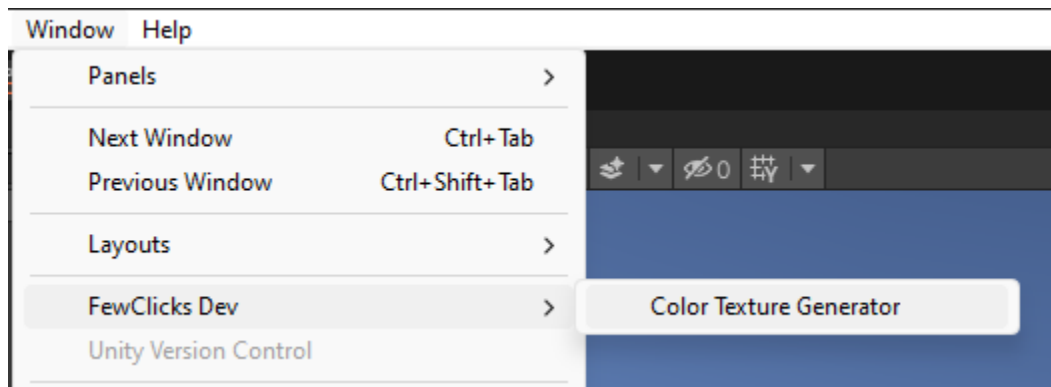 Window Help
Panels
Next Window Ctrl+Tab
Previous Window Ctrl+Shift+Tab
0
Layouts
FewClicks Dev
Color Texture Generator
Unity Version Control